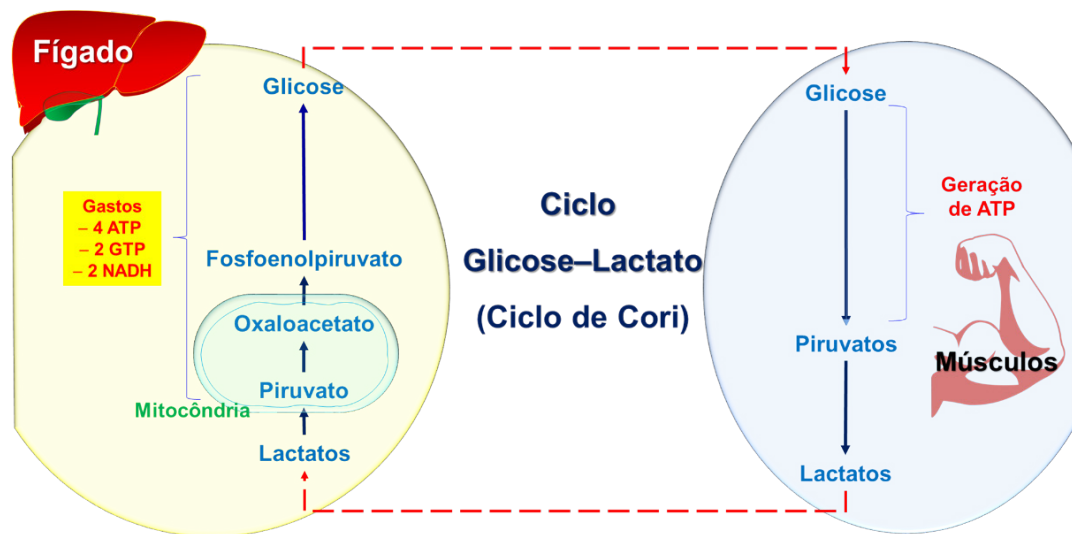 Fígado
Glicose
Gastos
– 4 ATP
– 2 GTP
– 2 NADH
Fosfoenolpiruvato
Oxaloacetato
Piruvato
Mitocôndria
Lactatos
Ciclo
Glicose–Lactato
(Ciclo de Cori)
Glicose
Geração
de ATP
Piruvatos
Músculos
Lactatos